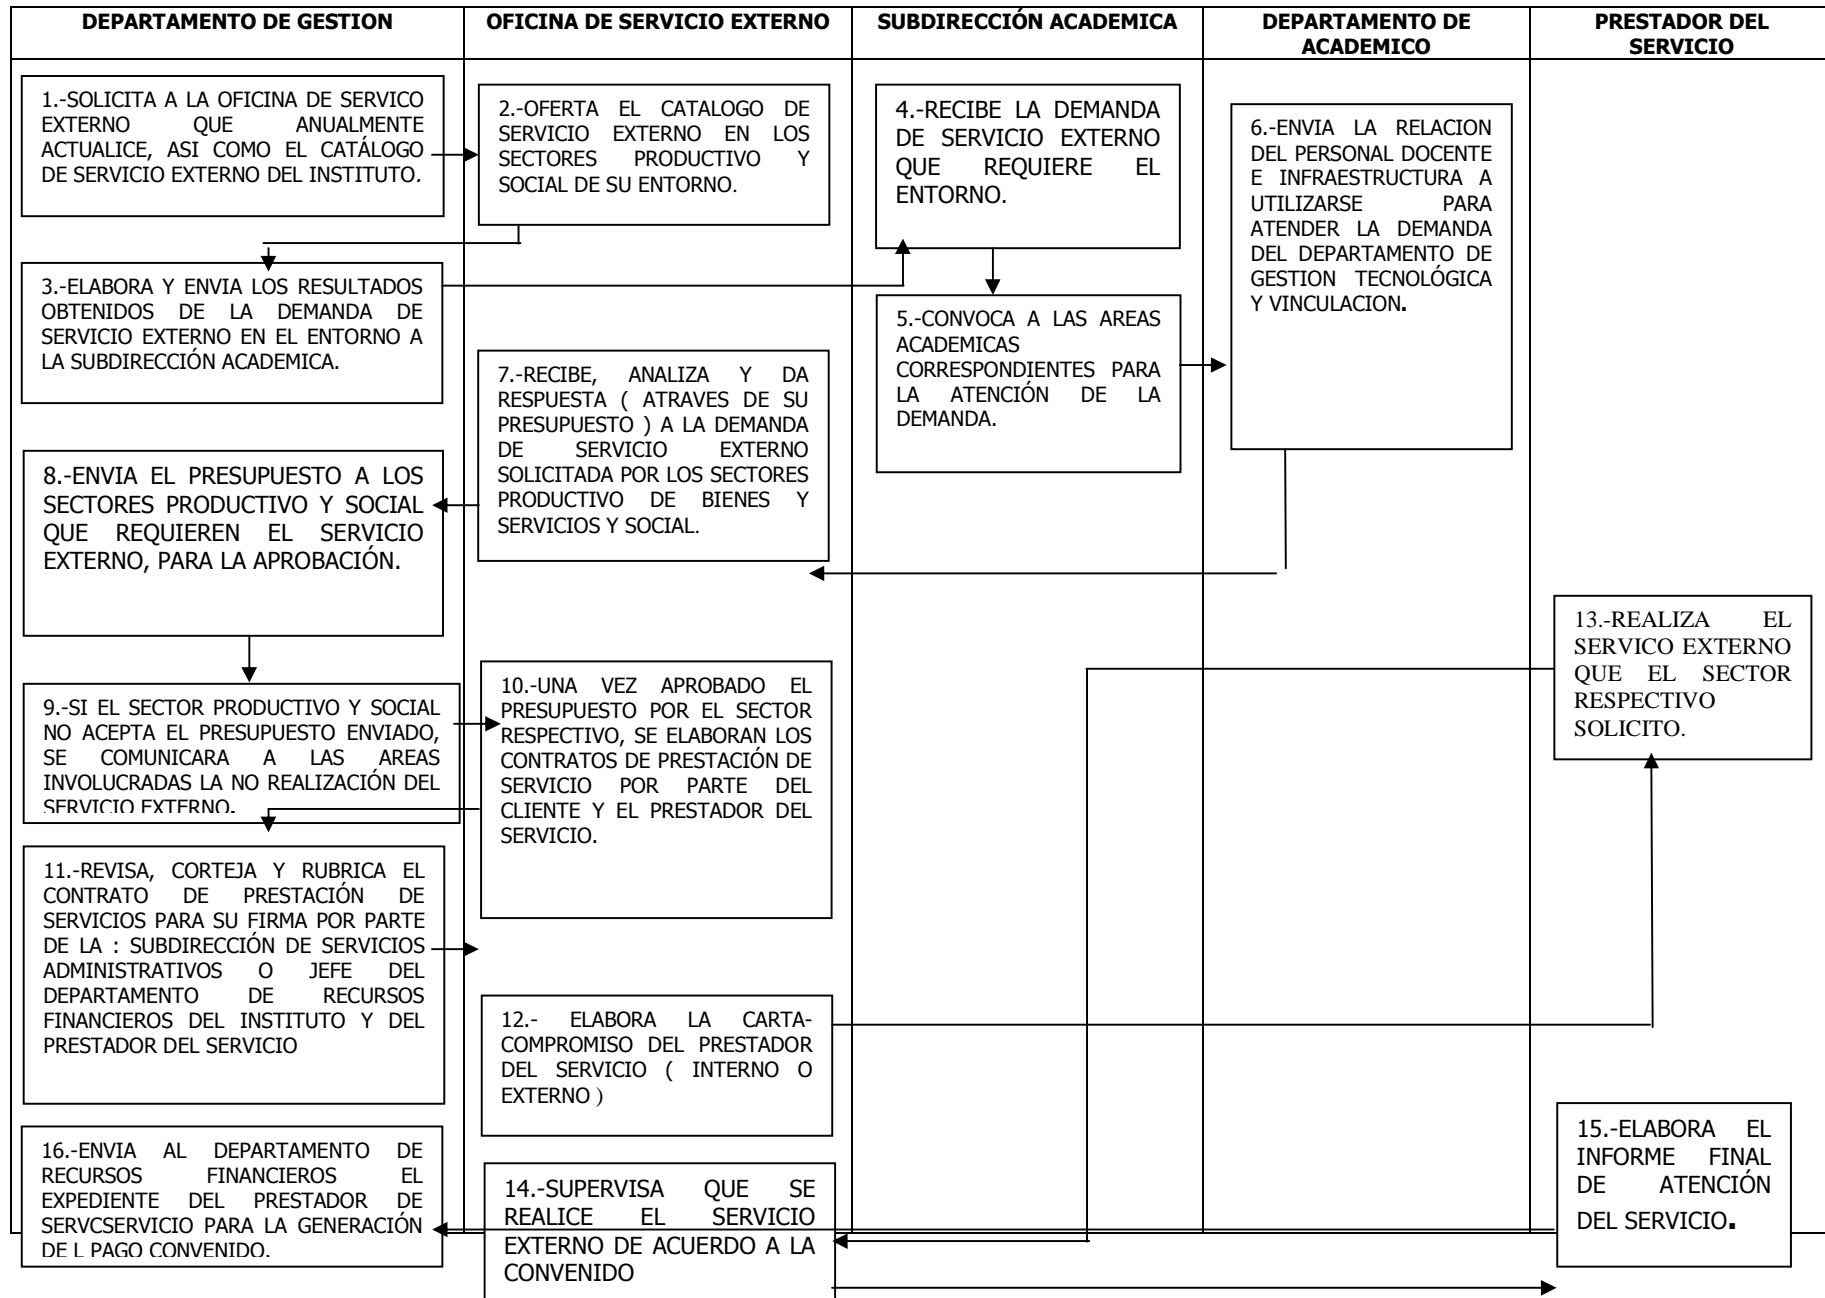 DEPARTAMENTO DE GESTION
OFICINA DE SERVICIO EXTERNO
SUBDIRECCIÓN ACADEMICA
DEPARTAMENTO DE
ACADEMICO
PRESTADOR DEL
SERVICIO
1.-SOLICITA A LA OFICINA DE SERVICO
EXTERNO QUE ANUALMENTE
ACTUALICE, ASI COMO EL CATÁLOGO
DE SERVICIO EXTERNO DEL INSTITUTO.
2.-OFERTA EL CATALOGO DE
SERVICIO EXTERNO EN LOS
SECTORES PRODUCTIVO Y
SOCIAL DE SU ENTORNO.
3.-ELABORA Y ENVIA LOS RESULTADOS
OBTENIDOS DE LA DEMANDA DE
SERVICIO EXTERNO EN EL ENTORNO A
LA SUBDIRECCIÓN ACADEMICA.
4.-RECIBE LA DEMANDA
DE SERVICIO EXTERNO
QUE REQUIERE EL
ENTORNO.
5.-CONVOCA A LAS AREAS
ACADEMICAS
CORRESPONDIENTES PARA
LA ATENCIÓN DE LA
DEMANDA.
6.-ENVIA LA RELACION
DEL PERSONAL DOCENTE
E INFRAESTRUCTURA A
UTILIZARSE PARA
ATENDER LA DEMANDA
DEL DEPARTAMENTO DE
GESTION TECNOLÓGICA
Y VINCULACION.
7.-RECIBE, ANALIZA Y DA
RESPUESTA ( ATRAVES DE SU
PRESUPUESTO ) A LA DEMANDA
DE SERVICIO EXTERNO
SOLICITADA POR LOS SECTORES
PRODUCTIVO DE BIENES Y
SERVICIOS Y SOCIAL.
8.-ENVIA EL PRESUPUESTO A LOS
SECTORES PRODUCTIVO Y SOCIAL
QUE REQUIEREN EL SERVICIO
EXTERNO, PARA LA APROBACIÓN.
9.-SI EL SECTOR PRODUCTIVO Y SOCIAL
NO ACEPTA EL PRESUPUESTO ENVIADO,
SE COMUNICARA A LAS AREAS
INVOLUCRADAS LA NO REALIZACIÓN DEL
SERVICIO EXTERNO.
10.-UNA VEZ APROBADO EL
PRESUPUESTO POR EL SECTOR
RESPECTIVO, SE ELABORAN LOS
CONTRATOS DE PRESTACIÓN DE
SERVICIO POR PARTE DEL
CLIENTE Y EL PRESTADOR DEL
SERVICIO.
11.-REVISA, CORTEJA Y RUBRICA EL
CONTRATO DE PRESTACIÓN DE
SERVICIOS PARA SU FIRMA POR PARTE
DE LA : SUBDIRECCIÓN DE SERVICIOS
ADMINISTRATIVOS O JEFE DEL
DEPARTAMENTO DE RECURSOS
FINANCIEROS DEL INSTITUTO Y DEL
PRESTADOR DEL SERVICIO
12.- ELABORA LA CARTA-
COMPROMISO DEL PRESTADOR
DEL SERVICIO ( INTERNO O
EXTERNO )
13.-REALIZA EL
SERVICO EXTERNO
QUE EL SECTOR
RESPECTIVO
SOLICITO.
14.-SUPERVISA QUE SE
REALICE EL SERVICIO
EXTERNO DE ACUERDO A LA
CONVENIDO
15.-ELABORA EL
INFORME FINAL
DE ATENCIÓN
DEL SERVICIO.
16.-ENVIA AL DEPARTAMENTO DE
RECURSOS FINANCIEROS EL
EXPEDIENTE DEL PRESTADOR DE
SERVCSERVICIO PARA LA GENERACIÓN
DE L PAGO CONVENIDO.